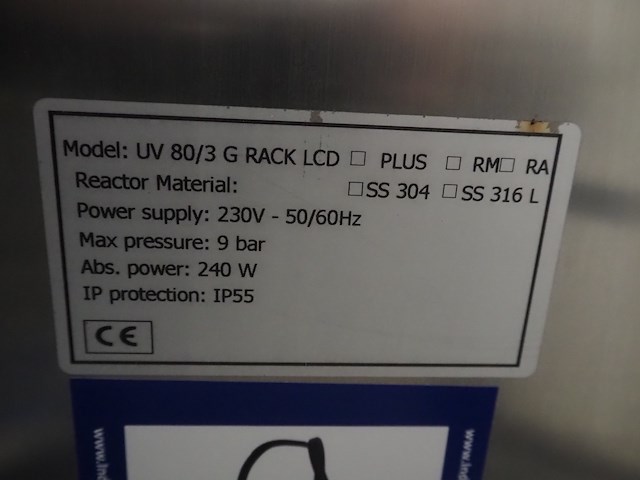 Model: UV 80/3 G RACK LCD □ PLUS □ RM□ RA
Reactor Material: □SS 304 □SS 316 L
Power supply: 230V - 50/60Hz
Max pressure: 9 bar
Abs. power: 240 W
IP protection: IP55
CE